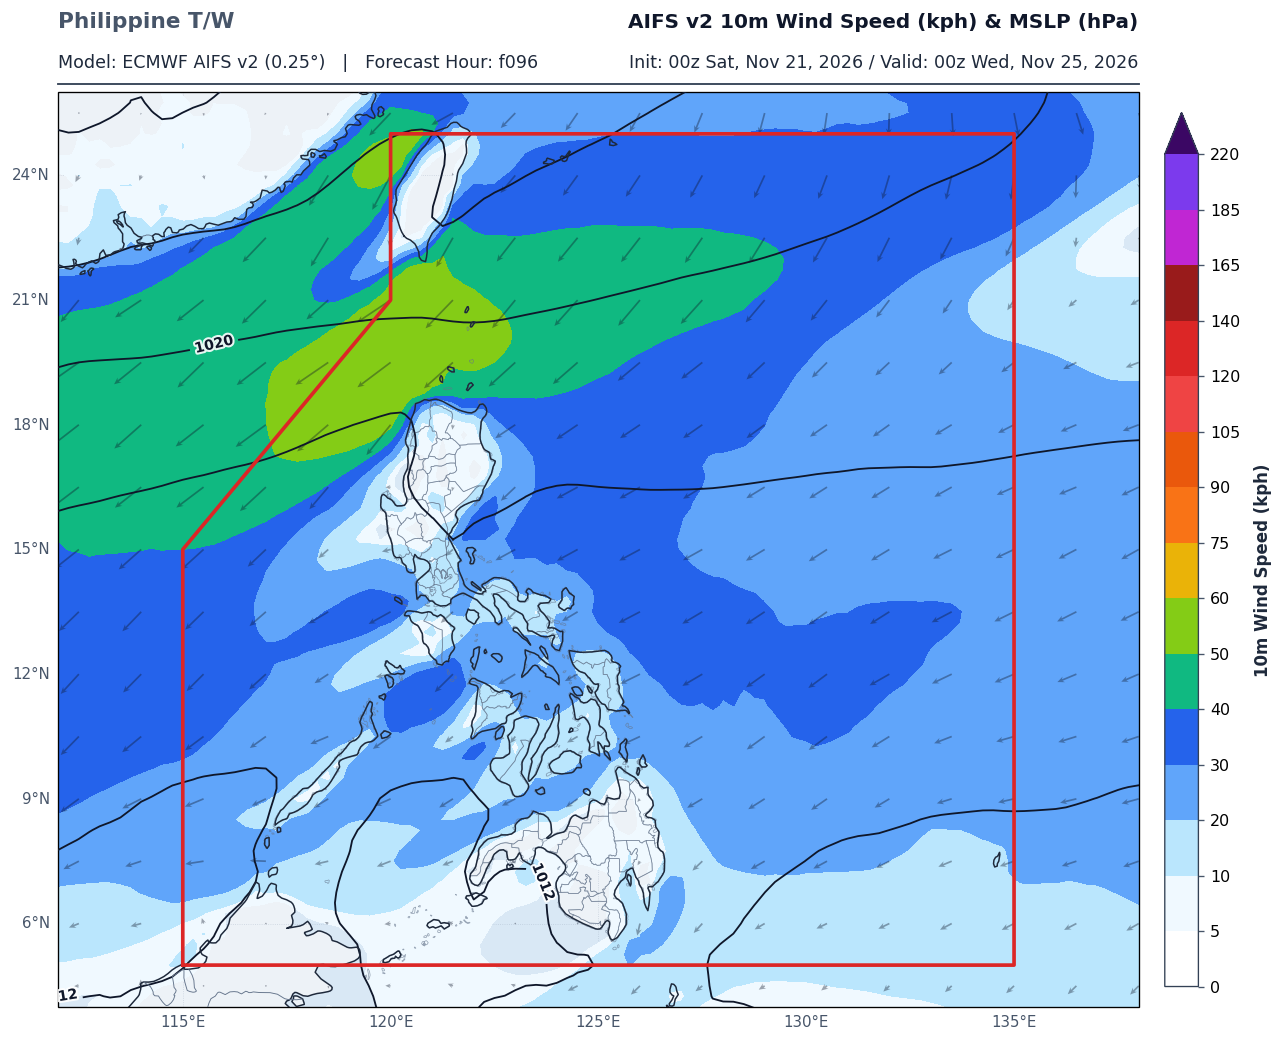 Philippine T/W
AIFS v2 10m Wind Speed (kph) & MSLP (hPa)
Model: ECMWF AIFS v2 (0.25°) | Forecast Hour: f096
Init: 00z Sat, Nov 21, 2026 / Valid: 00z Wed, Nov 25, 2026
24°N
21°N
18°N
15°N
12°N
9°N
6°N
115°E
120°E
125°E
130°E
135°E
1020
1012
12
220
185
165
140
120
105
90
75
60
50
40
30
20
10
5
0
10m Wind Speed (kph)